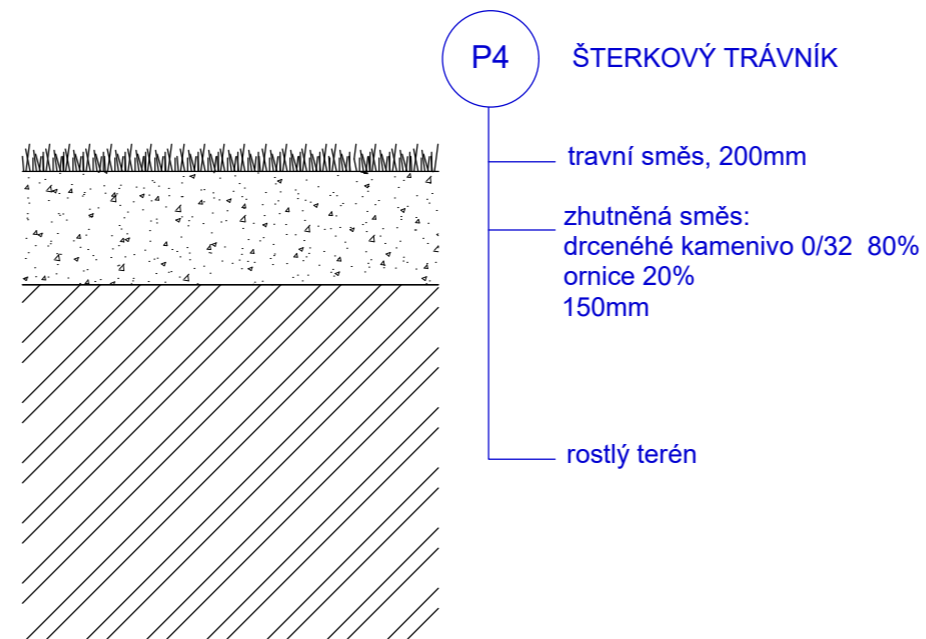 P4 ŠTERKOVÝ TRÁVNÍK
travní směs, 200mm
zhutněná směs:
drcenéhé kamenivo 0/32 80%
ornice 20%
150mm
rostlý terén